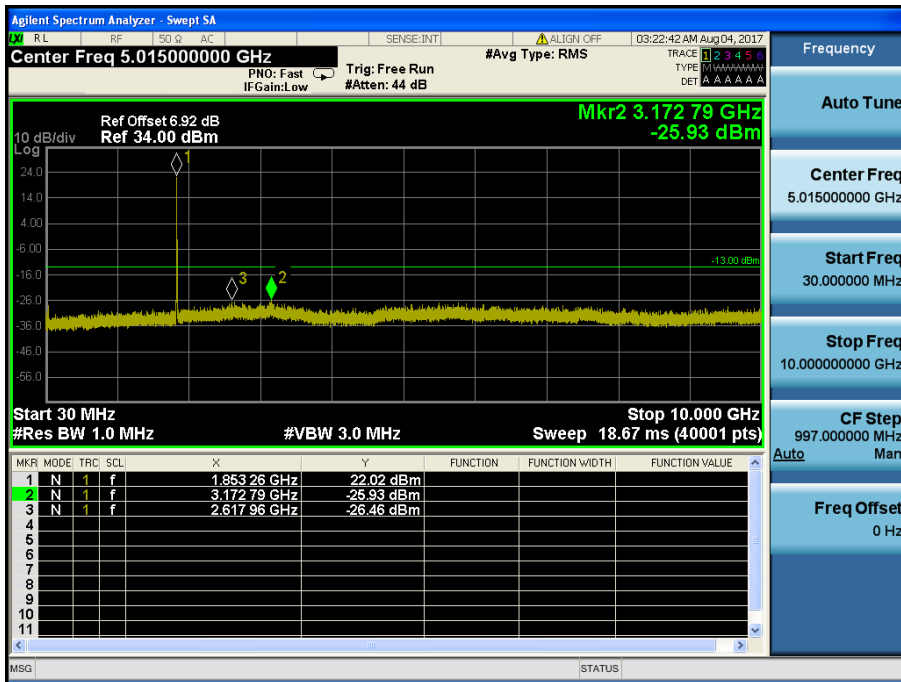 Agilent Spectrum Analyzer - Swept SA
LXI RL RF 50 Ω AC SENSE:INT ALIGN OFF 03:22:42 AM Aug 04, 2017
Center Freq 5.015000000 GHz
PNO: Fast
IFGain:Low
Trig: Free Run
#Atten: 44 dB
#Avg Type: RMS
TRACE 1 2 3 4 5 6
TYPE M WWWWW
DET A A A A A A
Mkr2 3.172 79 GHz
-25.93 dBm
Ref Offset 6.92 dB
10 dB/div Ref 34.00 dBm
Log
24.0
14.0
4.00
-6.00
-16.0
-26.0
-36.0
-46.0
-56.0
1
3 2
-13.00 dBm
Start 30 MHz Stop 10.000 GHz
#Res BW 1.0 MHz #VBW 3.0 MHz Sweep 18.67 ms (40001 pts)
MKR MODE TRC SCL X Y FUNCTION FUNCTION WIDTH FUNCTION VALUE
1 N 1 f 1.853 26 GHz 22.02 dBm
2 N 1 f 3.172 79 GHz -25.93 dBm
3 N 1 f 2.617 96 GHz -26.46 dBm
4
5
6
7
8
9
10
11
MSG STATUS
Frequency
Auto Tune
Center Freq
5.015000000 GHz
Start Freq
30.000000 MHz
Stop Freq
10.000000000 GHz
CF Step
997.000000 MHz
Auto Man
Freq Offset
0 Hz